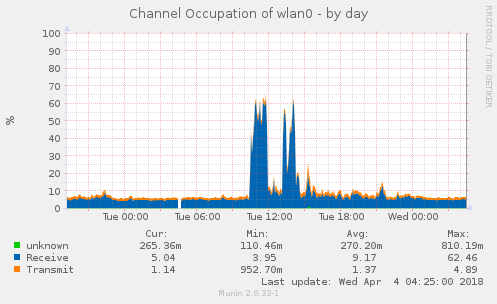 Channel Occupation of wlan0 - by day
RRDTOOL / TOBI OETIKER
%
100
90
80
70
60
50
40
30
20
10
0
Tue 00:00 Tue 06:00 Tue 12:00 Tue 18:00 Wed 00:00
Cur: Min: Avg: Max:
unknown 265.36m 110.46m 270.20m 810.19m
Receive 5.04 3.95 9.17 62.46
Transmit 1.14 952.70m 1.37 4.89
Last update: Wed Apr 4 04:25:00 2018
Munin 2.0.33-1